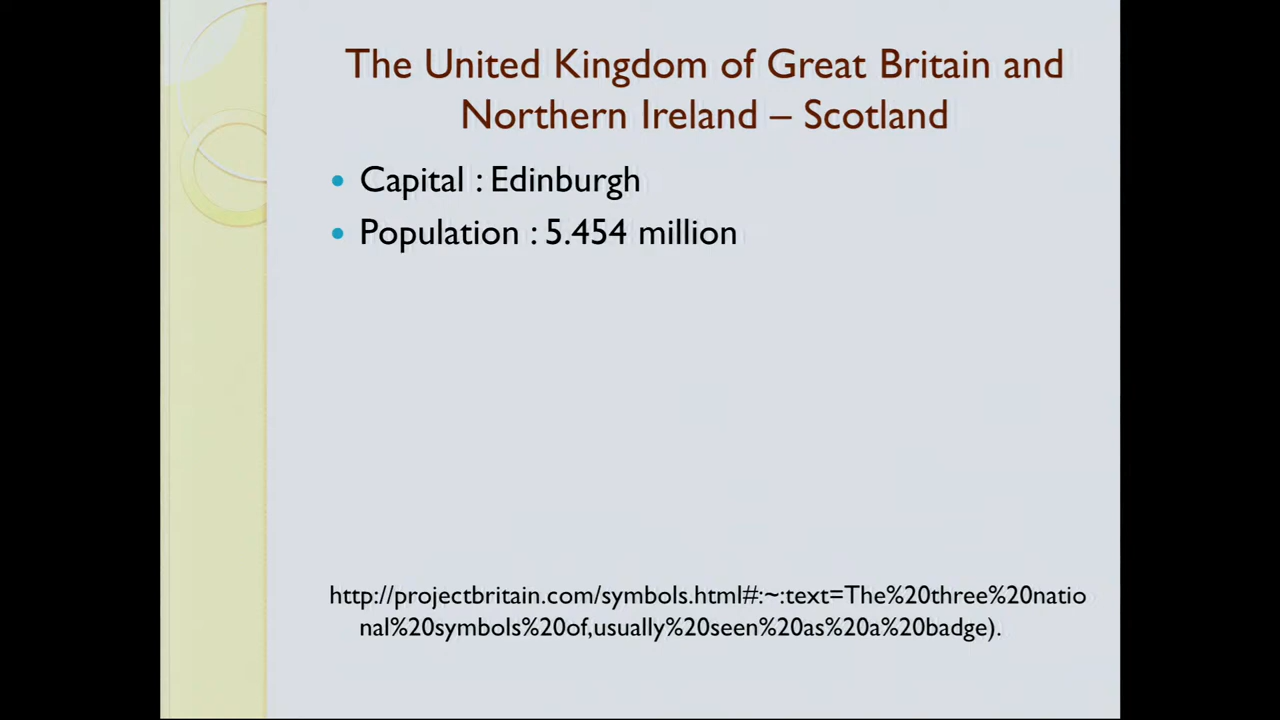 The United Kingdom of Great Britain and
Northern Ireland – Scotland
• Capital : Edinburgh
• Population : 5.454 million
http://projectbritain.com/symbols.html#:~:text=The%20three%20natio
nal%20symbols%20of,usually%20seen%20as%20a%20badge).